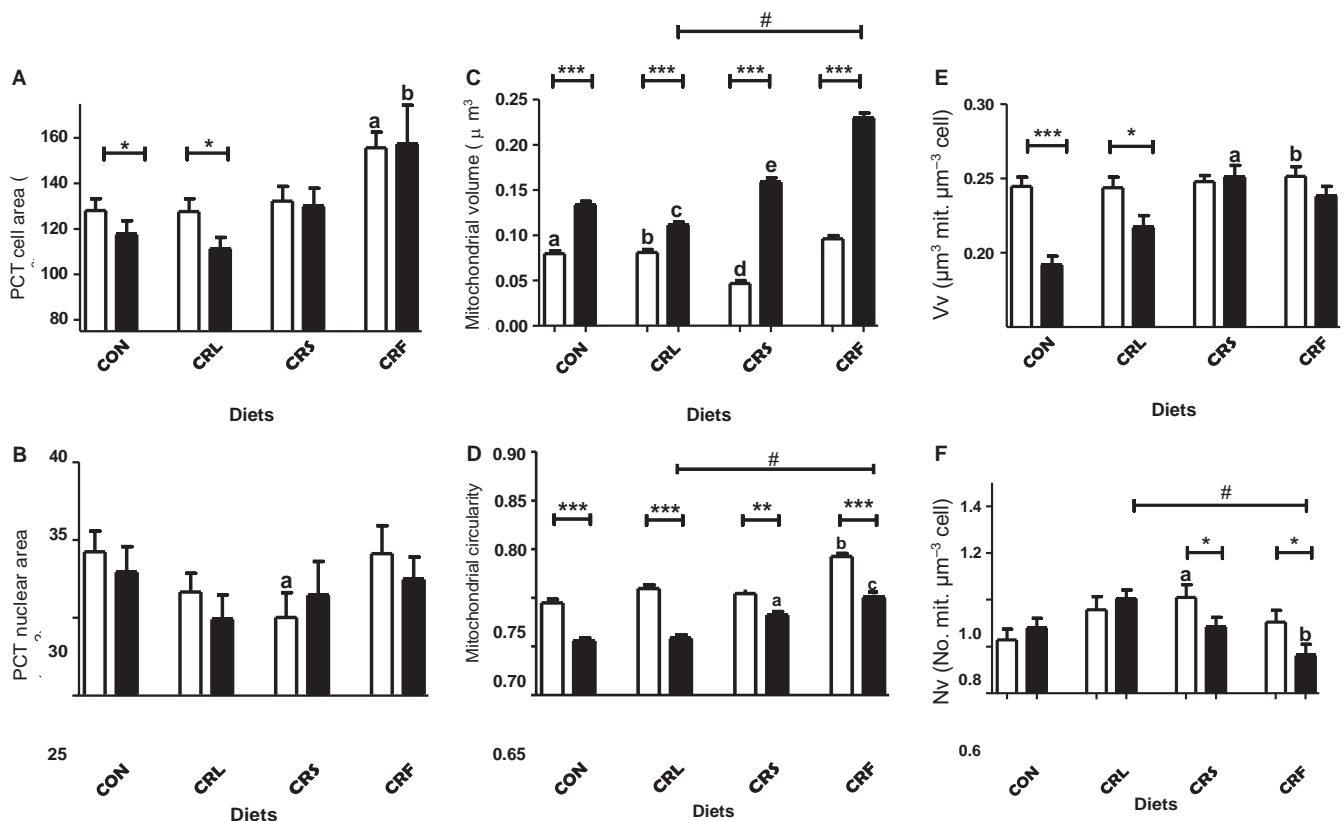 A
PCT cell area (
160
140
120
100
80
*
*
a
b
CON
CRL
CRS
CRF
Diets
B
PCT nuclear area
40
35
30
25
a
CON
CRL
CRS
CRF
Diets
C
#
***
***
***
***
Mitochondrial volume ( μ m³
0.25
0.20
0.15
0.10
0.05
0.00
a
b
c
d
e
CON
CRL
CRS
CRF
Diets
D
Mitochondrial circularity
0.90
0.85
0.80
0.75
0.70
0.65
#
***
***
**
***
a
b
c
CON
CRL
CRS
CRF
Diets
E
Vv (µm³ mit. µm⁻³ cell)
0.30
0.20
***
*
a
b
CON
CRL
CRS
CRF
Diets
F
Nv (No. mit. µm⁻³ cell)
1.4
1.2
1.0
0.8
0.6
#
*
*
a
b
CON
CRL
CRS
CRF
Diets